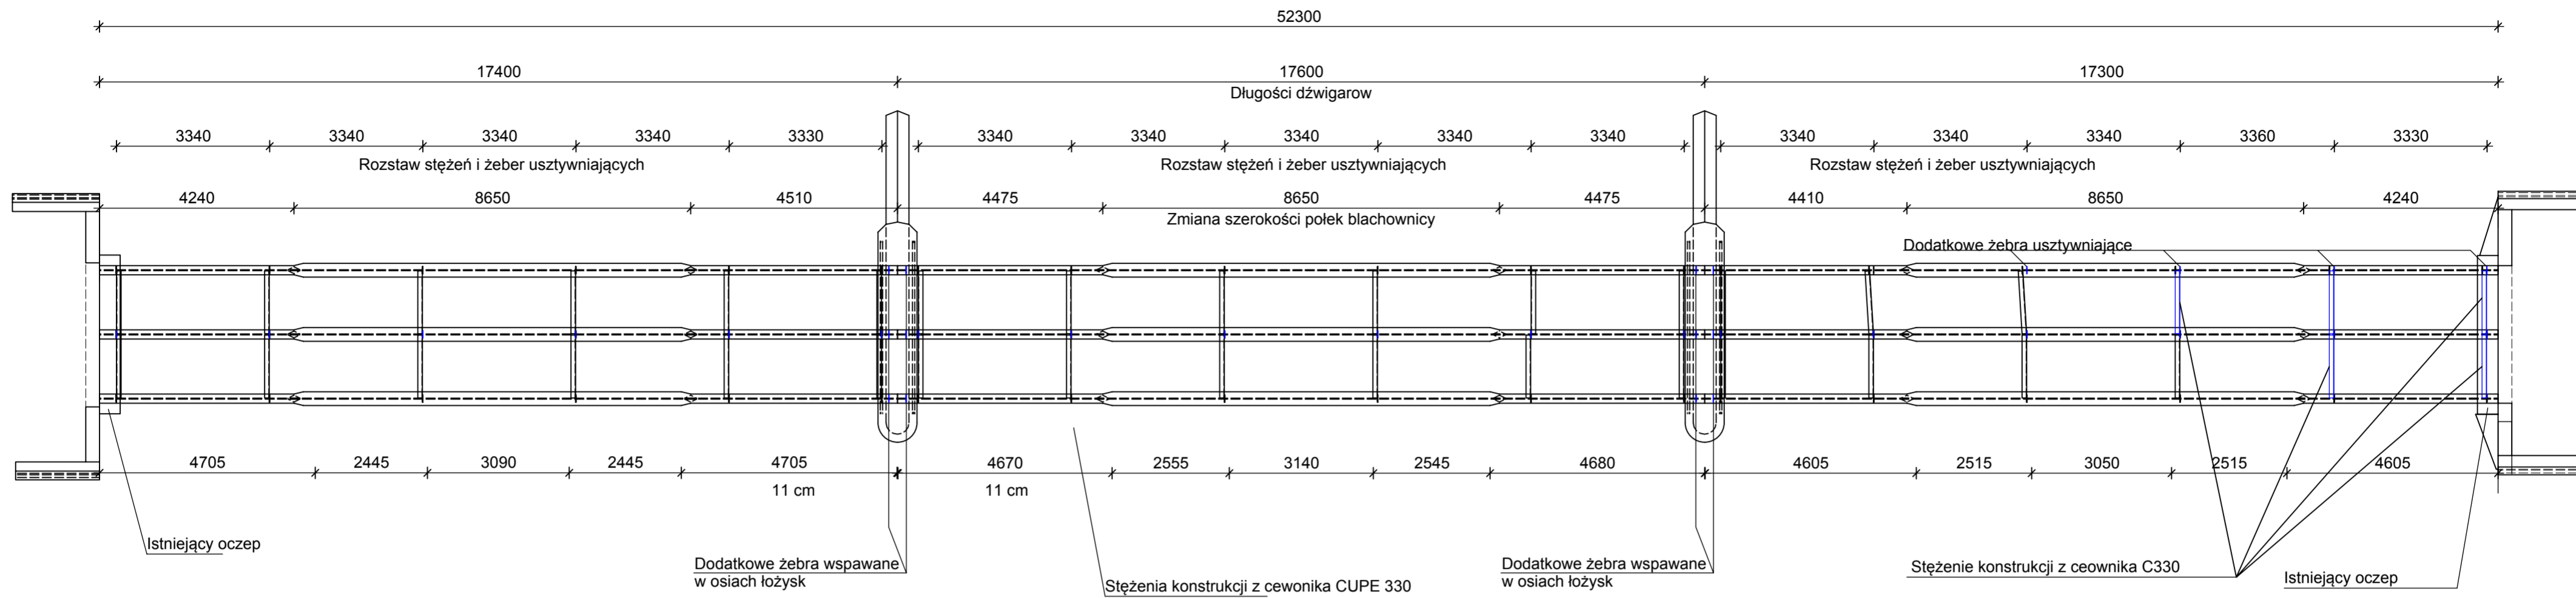 52300
17400 17600 17300
Długości dźwigarow
3340 3340 3340 3340 3330 3340 3340 3340 3340 3340 3340 3340 3340 3360 3330
Rozstaw stężeń i żeber usztywniających Rozstaw stężeń i żeber usztywniających Rozstaw stężeń i żeber usztywniających
4240 8650 4510 4475 8650 4475 4410 8650 4240
Zmiana szerokości połek blachownicy
Dodatkowe żebra usztywniające
4705 2445 3090 2445 4705 4670 2555 3140 2545 4680 4605 2515 3050 2515 4605
11 cm 11 cm
Istniejący oczep
Dodatkowe żebra wspawane
w osiach łożysk
Stężenia konstrukcji z cewonika CUPE 330
Dodatkowe żebra wspawane
w osiach łożysk
Stężenie konstrukcji z ceownika C330
Istniejący oczep